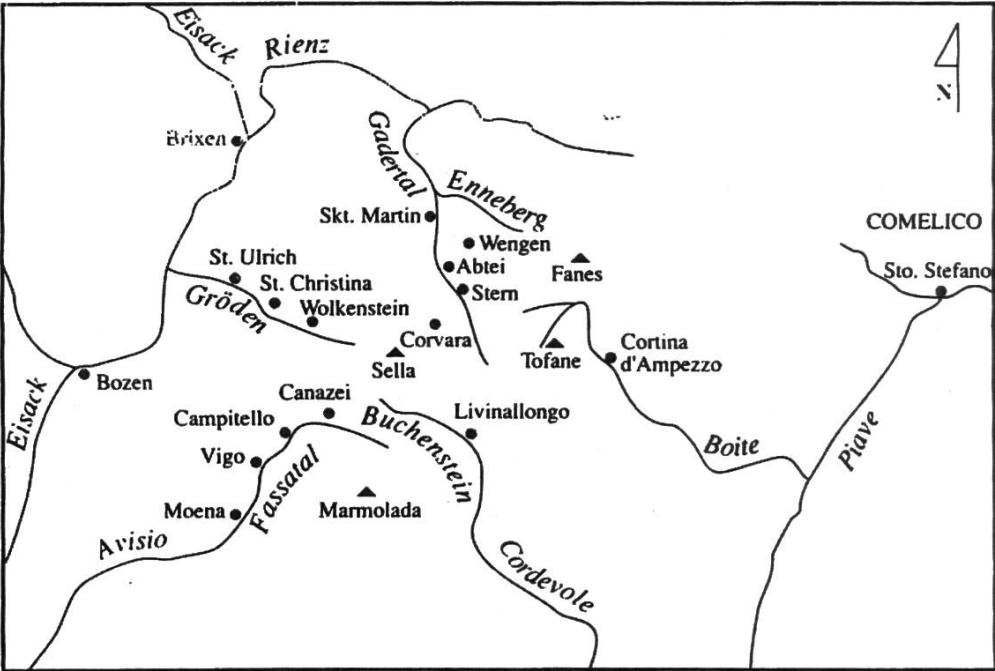 Eisack
Rienz
N
Brixen
Gadertal
Enneberg
Skt. Martin
COMELICO
Wengen
St. Ulrich
Abtei
Fanes
Sto. Stefano
St. Christina
Stern
Gröden
Wolkenstein
Corvara
Cortina
d'Ampezzo
Sella
Tofane
Bozen
Canazei
Eisack
Campitello
Buchenstein
Livinallongo
Piave
Boite
Vigo
Fassatal
Moena
Marmolada
Avisio
Cordevole